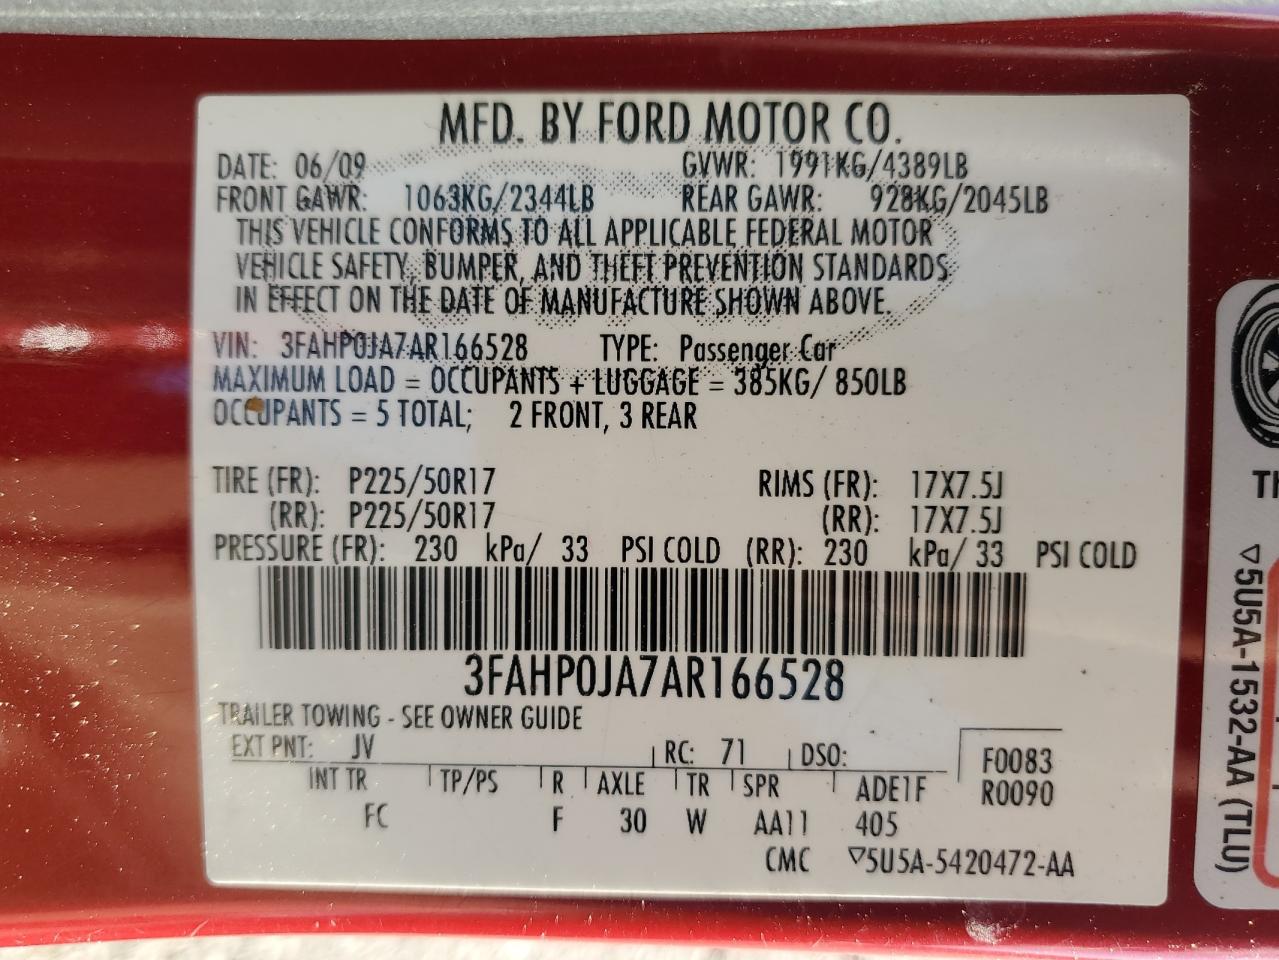 MFD. BY FORD MOTOR CO.
DATE: 06/09 GVWR: 1991KG/4389LB
FRONT GAWR: 1063KG/2344LB REAR GAWR: 928KG/2045LB
THIS VEHICLE CONFORMS TO ALL APPLICABLE FEDERAL MOTOR
VEHICLE SAFETY, BUMPER, AND THEFT PREVENTION STANDARDS
IN EFFECT ON THE DATE OF MANUFACTURE SHOWN ABOVE.
VIN: 3FAHP0JA7AR166528 TYPE: Passenger Car
MAXIMUM LOAD = OCCUPANTS + LUGGAGE = 385KG/ 850LB
OCCUPANTS = 5 TOTAL; 2 FRONT, 3 REAR
TIRE (FR): P225/50R17 RIMS (FR): 17X7.5J
(RR): P225/50R17 (RR): 17X7.5J
PRESSURE (FR): 230 kPa/ 33 PSI COLD (RR): 230 kPa/ 33 PSI COLD
3FAHP0JA7AR166528
TRAILER TOWING - SEE OWNER GUIDE
EXT PNT: JV RC: 71 DSO: F0083
INT TR TP/PS R AXLE TR SPR ADE1F R0090
FC F 30 W AA11 405
CMC ▽5U5A-5420472-AA
▽5U5A-1532-AA (TLU)